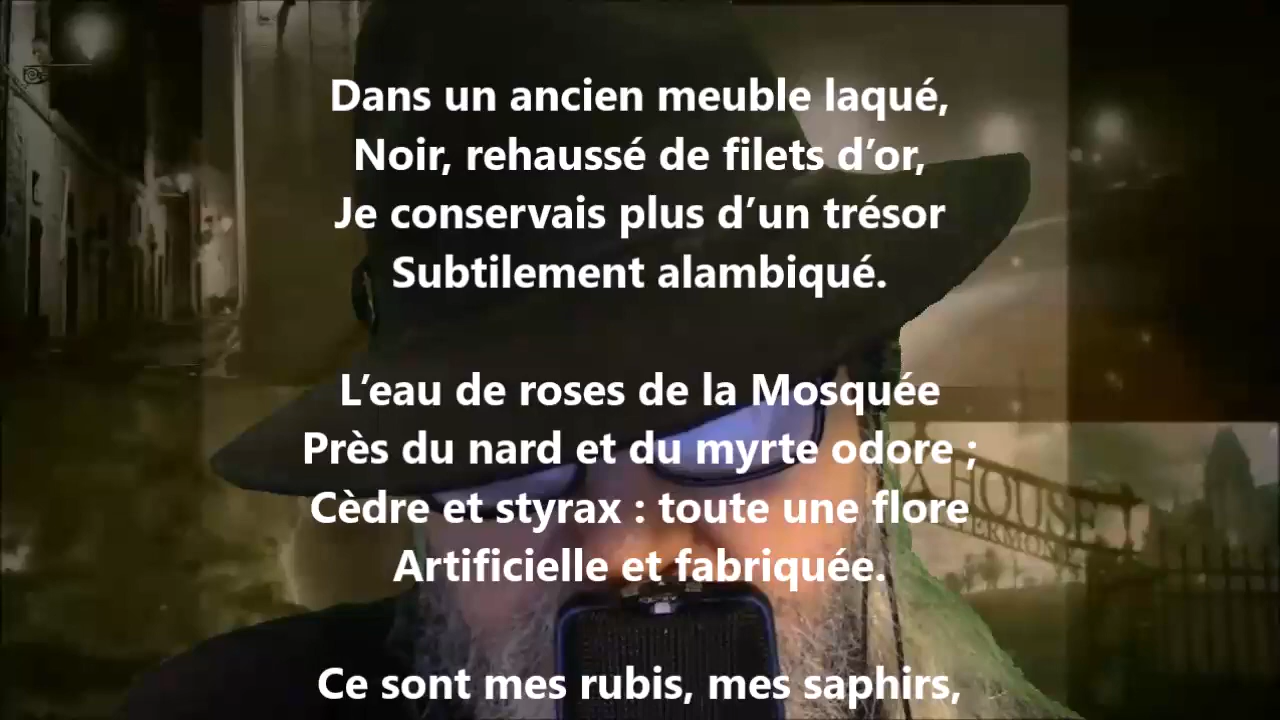 Dans un ancien meuble laqué,
Noir, rehaussé de filets d’or,
Je conservais plus d’un trésor
Subtilement alambiqué.
L’eau de roses de la Mosquée
Près du nard et du myrte odore ;
Cèdre et styrax : toute une flore
Artificielle et fabriquée.
Ce sont mes rubis, mes saphirs,
HOUSE